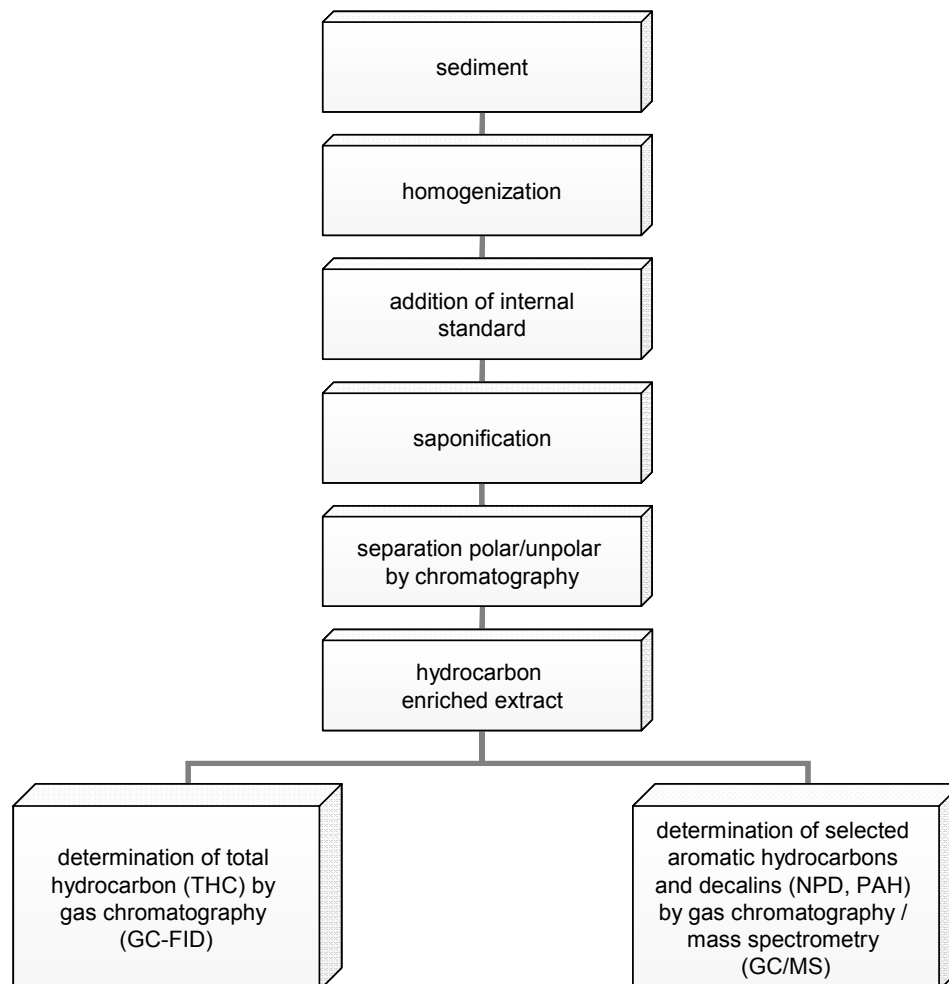 sediment
homogenization
addition of internal
standard
saponification
separation polar/unpolar
by chromatography
hydrocarbon
enriched extract
determination of total
hydrocarbon (THC) by
gas chromatography
(GC-FID)
determination of selected
aromatic hydrocarbons
and decalins (NPD, PAH)
by gas chromatography /
mass spectrometry
(GC/MS)